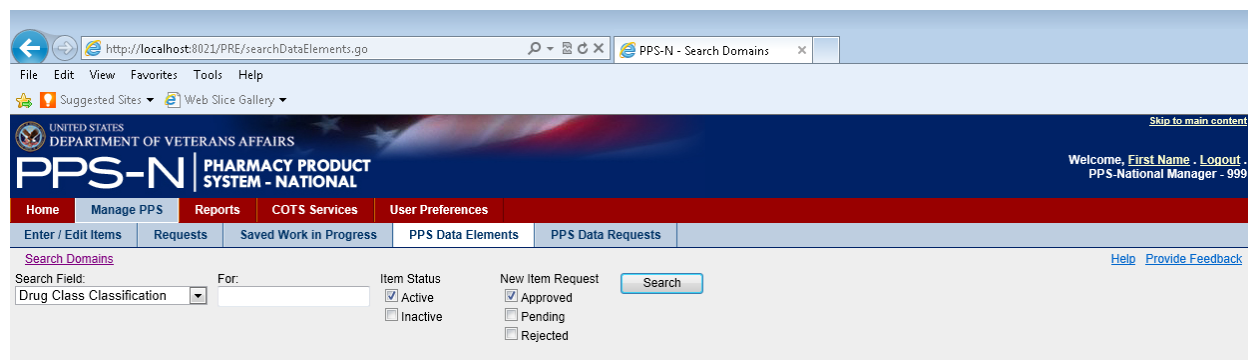 http://localhost:8021/PRE/searchDataElements.go
PPS-N - Search Domains
File Edit View Favorites Tools Help
Suggested Sites Web Slice Gallery
Skip to main content
UNITED STATES
DEPARTMENT OF VETERANS AFFAIRS
PPS-N
PHARMACY PRODUCT
SYSTEM - NATIONAL
Welcome, First Name . Logout .
PPS-National Manager - 999
Home Manage PPS Reports COTS Services User Preferences
Enter / Edit Items Requests Saved Work in Progress PPS Data Elements PPS Data Requests
Search Domains Help Provide Feedback
Search Field: For: Item Status New Item Request Search
Drug Class Classification Active Approved
Inactive Pending
Rejected